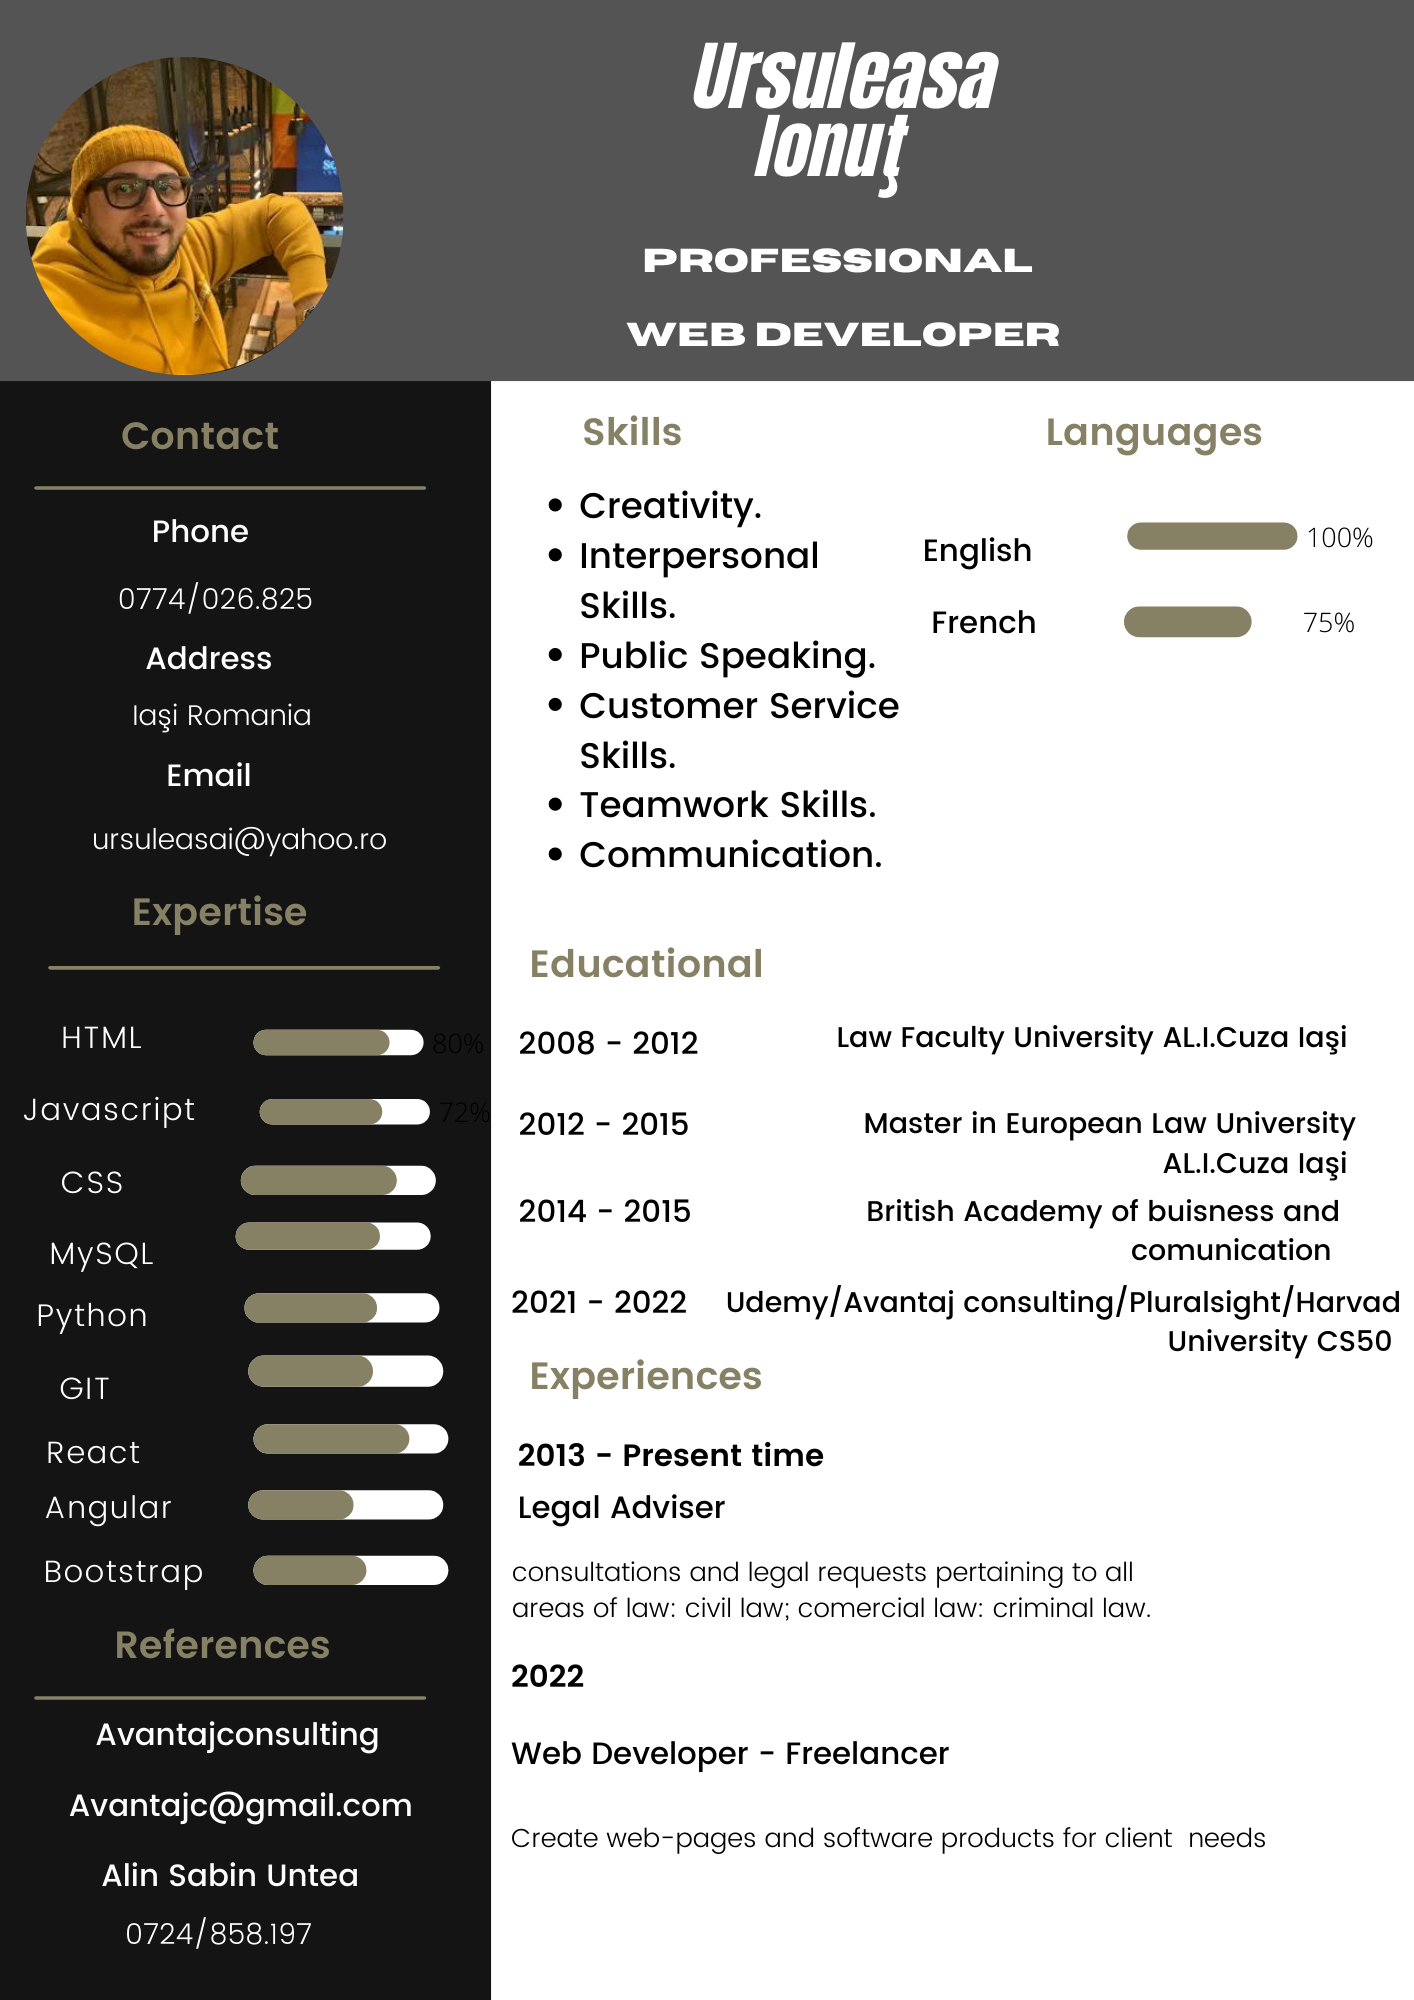 Ursuleasa
Ionuţ
PROFESSIONAL
WEB DEVELOPER
Contact
Phone
0774/026.825
Address
Iaşi Romania
Email
ursuleasai@yahoo.ro
Expertise
HTML 80%
Javascript 72%
CSS
MySQL
Python
GIT
React
Angular
Bootstrap
References
Avantajconsulting
Avantajc@gmail.com
Alin Sabin Untea
0724/858.197
Skills
• Creativity.
• Interpersonal
Skills.
• Public Speaking.
• Customer Service
Skills.
• Teamwork Skills.
• Communication.
Languages
English 100%
French 75%
Educational
2008 - 2012 Law Faculty University AL.I.Cuza Iaşi
2012 - 2015 Master in European Law University
AL.I.Cuza Iaşi
2014 - 2015 British Academy of buisness and
comunication
2021 - 2022 Udemy/Avantaj consulting/Pluralsight/Harvad
University CS50
Experiences
2013 - Present time
Legal Adviser
consultations and legal requests pertaining to all
areas of law: civil law; comercial law: criminal law.
2022
Web Developer - Freelancer
Create web-pages and software products for client needs